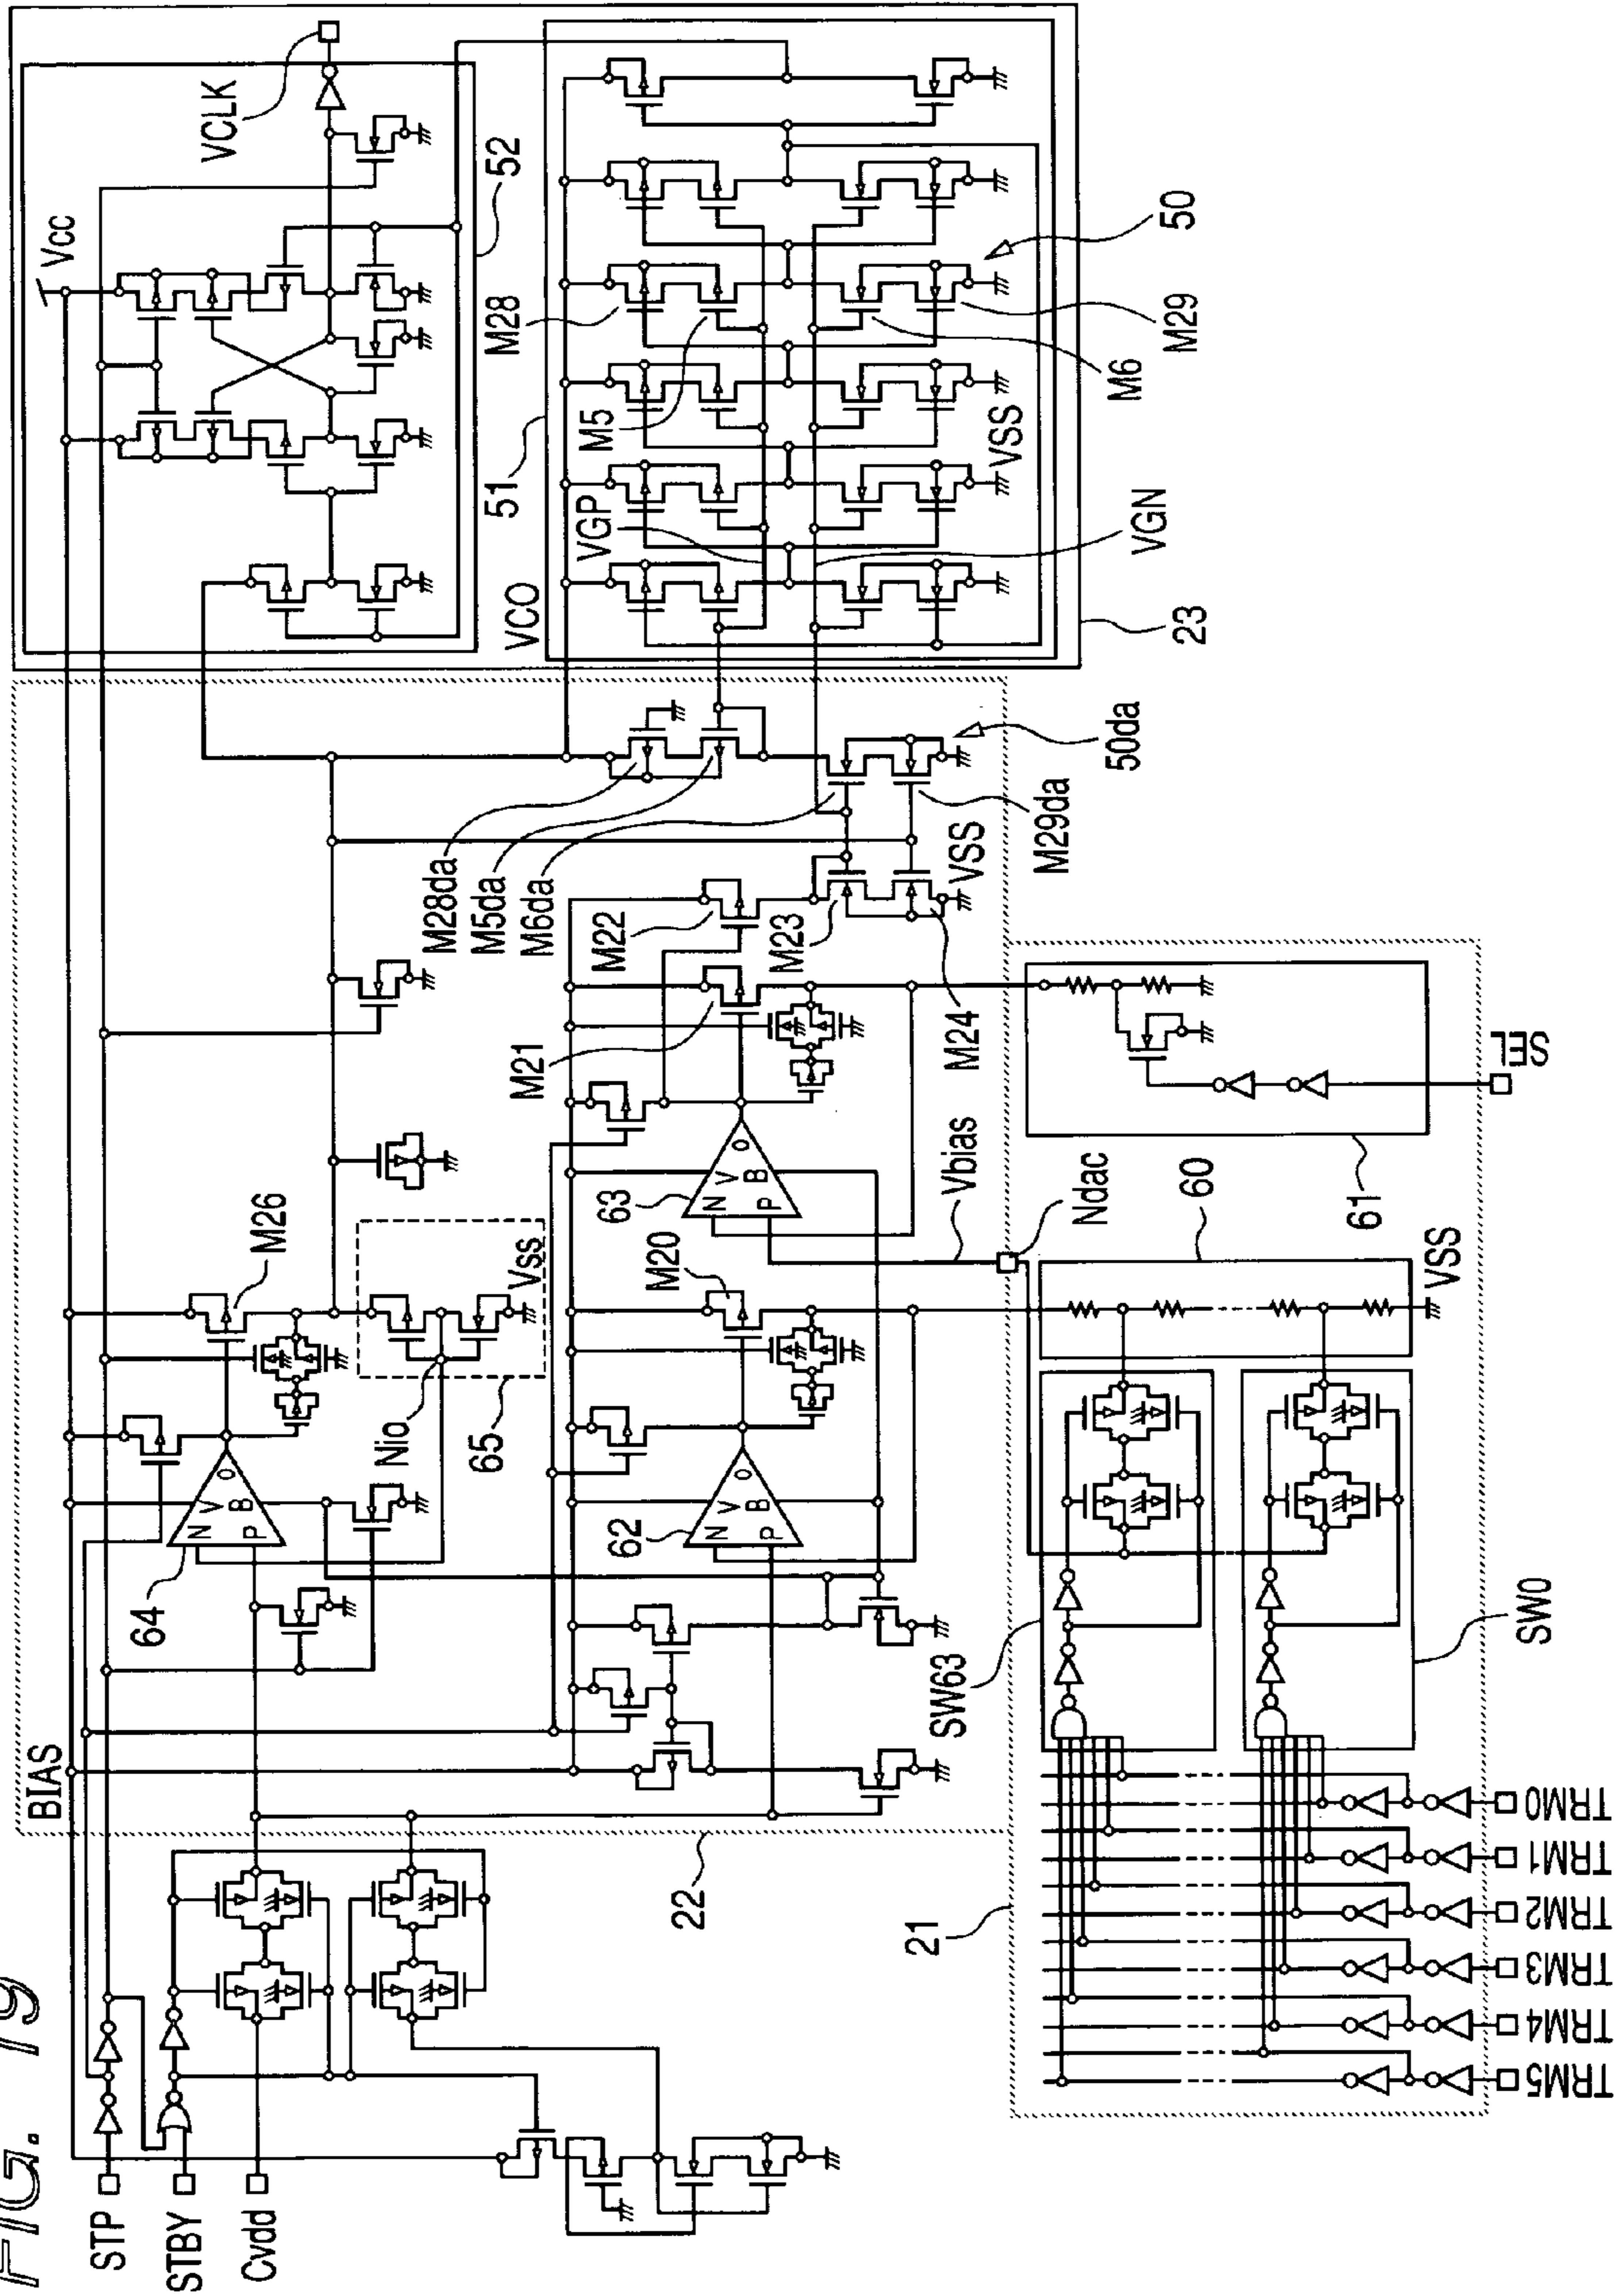 FIG. 19
STP
STBY
Cvdd
BIAS
22
64
N
V
P
B
O
M26
Nio
65
Vss
62
N
V
P
B
O
M20
63
N
V
P
B
O
M21
M22
M23
M24
VSS
M28da
M5da
M6da
M29da
50da
Vbias
Ndac
Vcc
VCLK
52
VCO
51
VGP
VGN
M28
M5
M6
M29
VSS
50
23
21
SW63
SW0
60
VSS
61
SEL
TRM5
TRM4
TRM3
TRM2
TRM1
TRM0